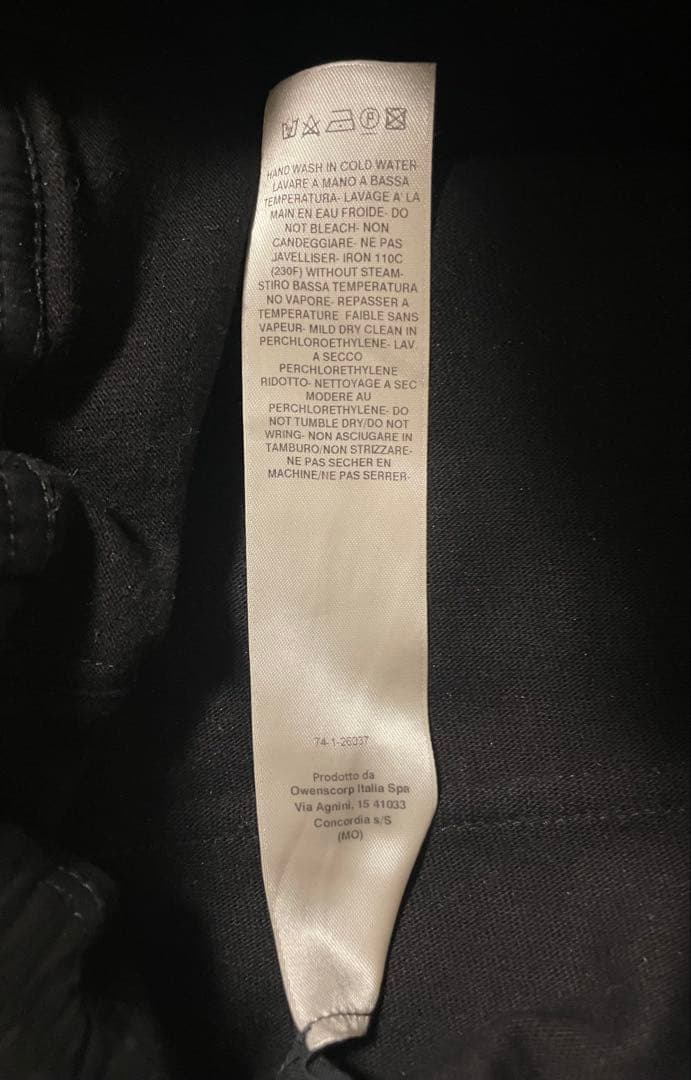 HAND WASH IN COLD WATER-
LAVARE A MANO A BASSA
TEMPERATURA- LAVAGE A' LA
MAIN EN EAU FROIDE- DO
NOT BLEACH- NON
CANDEGGIARE- NE PAS
JAVELLISER- IRON 110C
(230F) WITHOUT STEAM-
STIRO BASSA TEMPERATURA
NO VAPORE- REPASSER A
TEMPERATURE FAIBLE SANS
VAPEUR- MILD DRY CLEAN IN
PERCHLOROETHYLENE- LAV.
A SECCO
PERCHLORETHYLENE
RIDOTTO- NETTOYAGE A SEC
MODERE AU
PERCHLORETHYLENE- DO
NOT TUMBLE DRY/DO NOT
WRING- NON ASCIUGARE IN
TAMBURO/NON STRIZZARE-
NE PAS SECHER EN
MACHINE/NE PAS SERRER-
74-1-26337
Prodotto da
Owenscorp Italia Spa
Via Agnini, 15 41033
Concordia s/S
(MO)